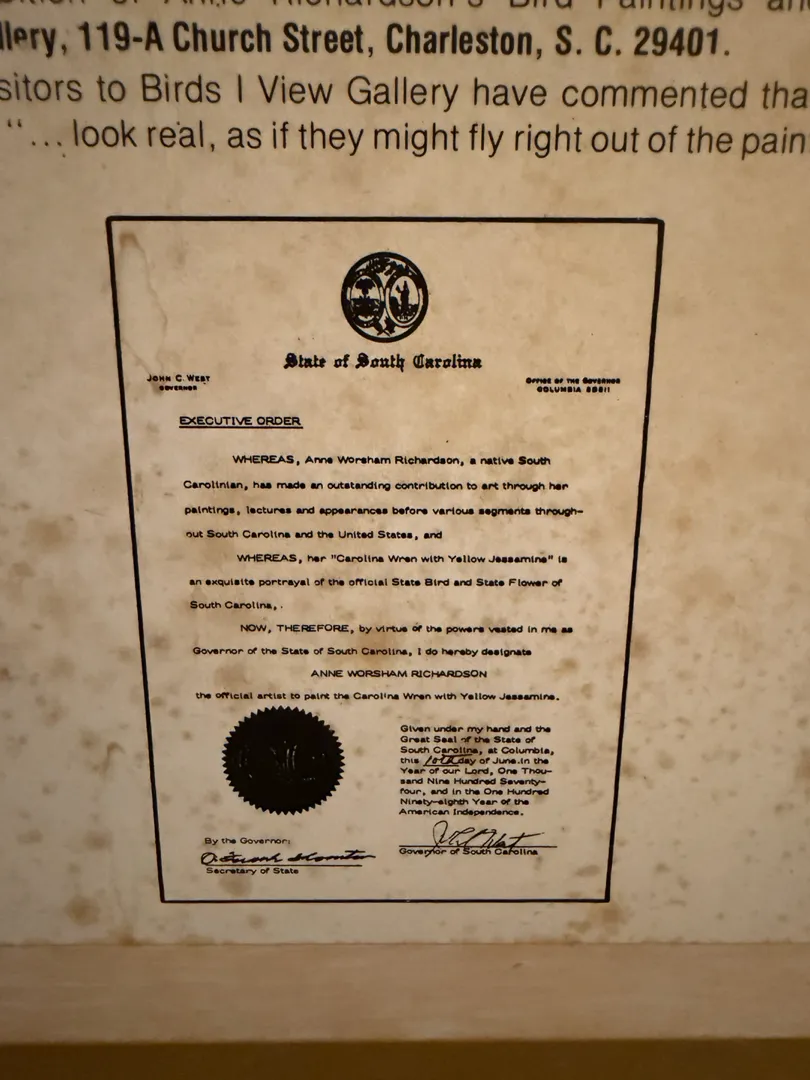 Richardson's Bird Paintings an
llery, 119-A Church Street, Charleston, S. C. 29401.
sitors to Birds I View Gallery have commented tha
"... look real, as if they might fly right out of the pain
State of South Carolina
JOHN C. WEST
GOVERNOR
OFFICE OF THE GOVERNOR
COLUMBIA 29211
EXECUTIVE ORDER
WHEREAS, Anne Worsham Richardson, a native South
Carolinian, has made an outstanding contribution to art through her
paintings, lectures and appearances before various segments through-
out South Carolina and the United States, and
WHEREAS, her "Carolina Wren with Yellow Jessamine" is
an exquisite portrayal of the official State Bird and State Flower of
South Carolina, .
NOW, THEREFORE, by virtue of the powers vested in me as
Governor of the State of South Carolina, I do hereby designate
ANNE WORSHAM RICHARDSON
the official artist to paint the Carolina Wren with Yellow Jessamine.
Given under my hand and the
Great Seal of the State of
South Carolina, at Columbia,
this 10th day of June in the
Year of our Lord, One Thou-
sand Nine Hundred Seventy-
four, and in the One Hundred
Ninety-eighth Year of the
American Independence.
By the Governor:
Secretary of State
Governor of South Carolina